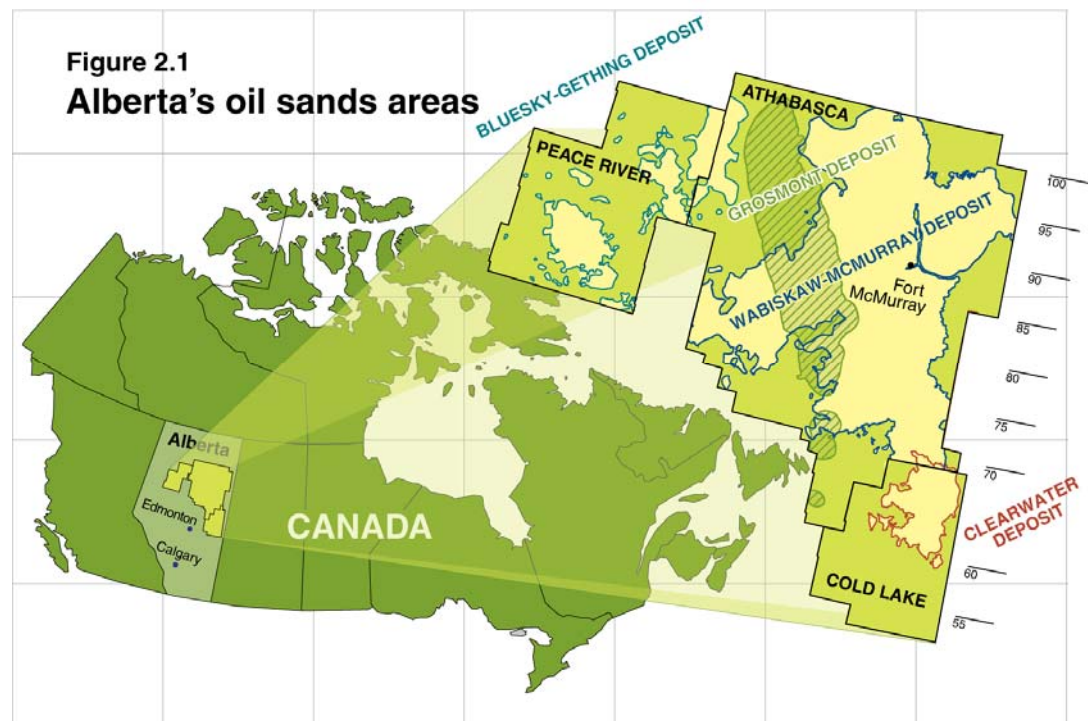 Figure 2.1
Alberta's oil sands areas
BLUESKY-GETHING DEPOSIT
ATHABASCA
PEACE RIVER
GROSMONT DEPOSIT
WABISKAW-MCMURRAY DEPOSIT
Fort
McMurray
100
95
90
85
80
75
70
60
55
Alberta
Edmonton
Calgary
CANADA
CLEARWATER
DEPOSIT
COLD LAKE